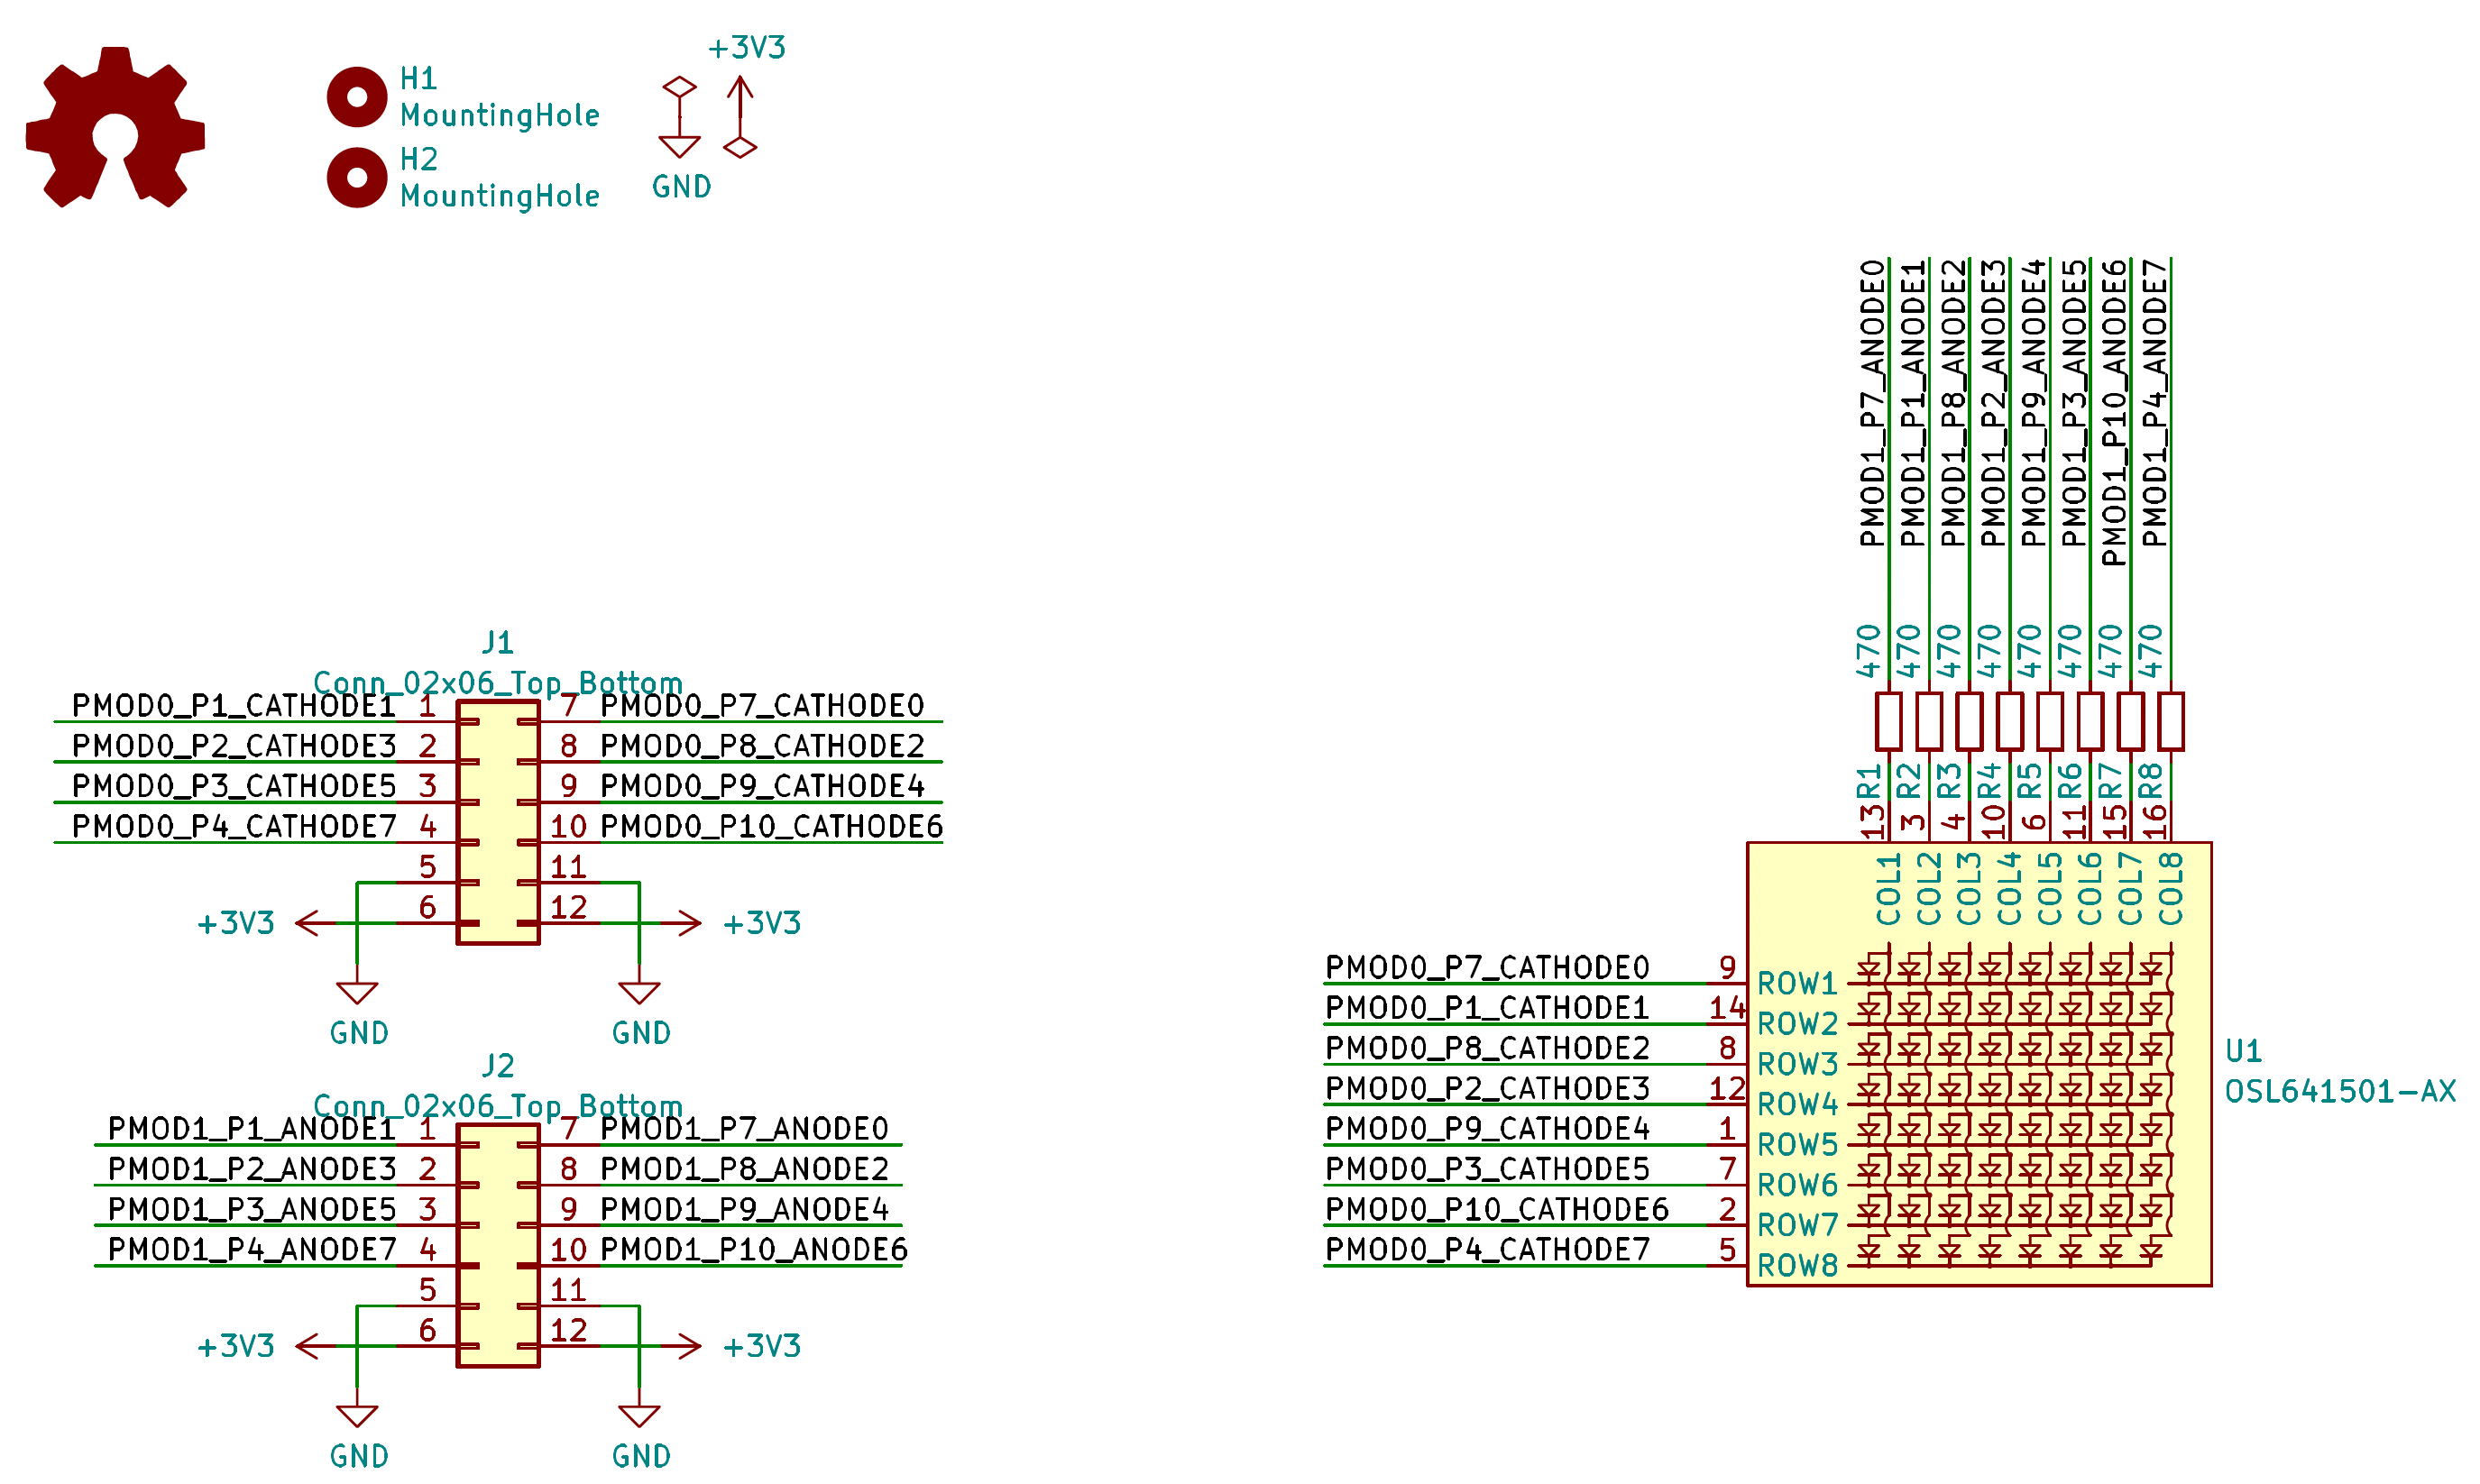 +3V3
H1
MountingHole
H2
MountingHole
GND
PMOD1_P7_ANODE0
PMOD1_P1_ANODE1
PMOD1_P8_ANODE2
PMOD1_P2_ANODE3
PMOD1_P9_ANODE4
PMOD1_P3_ANODE5
PMOD1_P10_ANODE6
PMOD1_P4_ANODE7
470 470 470 470 470 470 470 470
R1 R2 R3 R4 R5 R6 R7 R8
13 3 4 10 6 11 15 16
COL1 COL2 COL3 COL4 COL5 COL6 COL7 COL8
J1
Conn_02x06_Top_Bottom
PMOD0_P1_CATHODE1 1 7 PMOD0_P7_CATHODE0
PMOD0_P2_CATHODE3 2 8 PMOD0_P8_CATHODE2
PMOD0_P3_CATHODE5 3 9 PMOD0_P9_CATHODE4
PMOD0_P4_CATHODE7 4 10 PMOD0_P10_CATHODE6
5 11
+3V3 6 12 +3V3
GND GND
J2
Conn_02x06_Top_Bottom
PMOD1_P1_ANODE1 1 7 PMOD1_P7_ANODE0
PMOD1_P2_ANODE3 2 8 PMOD1_P8_ANODE2
PMOD1_P3_ANODE5 3 9 PMOD1_P9_ANODE4
PMOD1_P4_ANODE7 4 10 PMOD1_P10_ANODE6
5 11
+3V3 6 12 +3V3
GND GND
PMOD0_P7_CATHODE0 9 ROW1
PMOD0_P1_CATHODE1 14 ROW2
PMOD0_P8_CATHODE2 8 ROW3
PMOD0_P2_CATHODE3 12 ROW4
PMOD0_P9_CATHODE4 1 ROW5
PMOD0_P3_CATHODE5 7 ROW6
PMOD0_P10_CATHODE6 2 ROW7
PMOD0_P4_CATHODE7 5 ROW8
U1
OSL641501-AX